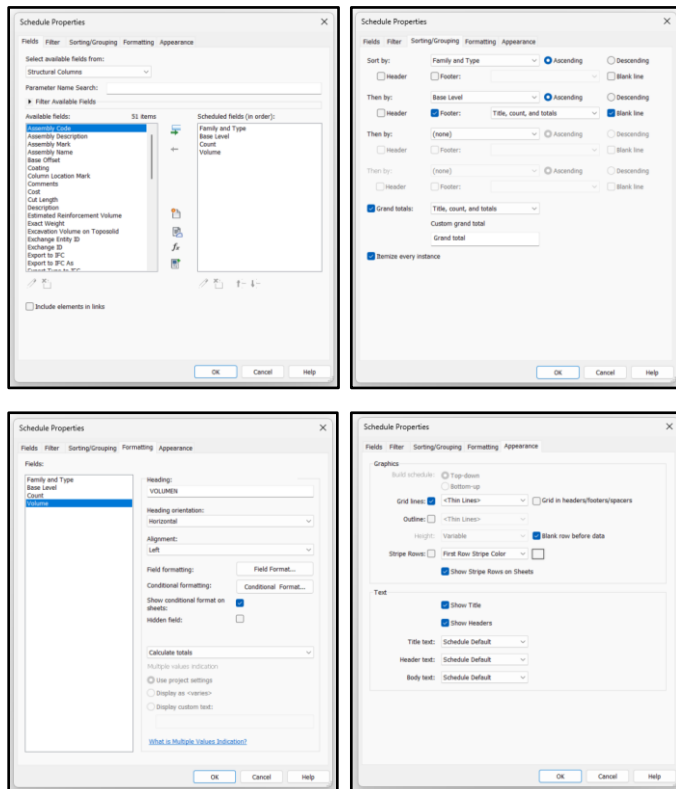 Schedule Properties
Fields Filter Sorting/Grouping Formatting Appearance
Select available fields from:
Structural Columns
Parameter Name Search:
Filter Available Fields
Available fields: 51 items
Assembly Code
Assembly Description
Assembly Mark
Assembly Name
Base Offset
Coating
Column Location Mark
Comments
Cost
Cut Length
Description
Estimated Reinforcement Volume
Exact Weight
Excavation Volume on Toposolid
Exchange Entity ID
Exchange ID
Export to IFC
Export to IFC As
Export Type to IFC
Scheduled fields (in order):
Family and Type
Base Level
Count
Volume
fx
Include elements in links
OK Cancel Help
Schedule Properties
Fields Filter Sorting/Grouping Formatting Appearance
Sort by: Family and Type Ascending Descending
Header Footer: Blank line
Then by: Base Level Ascending Descending
Header Footer: Title, count, and totals Blank line
Then by: (none) Ascending Descending
Header Footer: Blank line
Then by: (none) Ascending Descending
Header Footer: Blank line
Grand totals: Title, count, and totals
Custom grand total
Grand total
Itemize every instance
OK Cancel Help
Schedule Properties
Fields Filter Sorting/Grouping Formatting Appearance
Fields:
Family and Type
Base Level
Count
Volume
Heading:
VOLUMEN
Heading orientation:
Horizontal
Alignment:
Left
Field formatting: Field Format...
Conditional formatting: Conditional Format...
Show conditional format on
sheets:
Hidden field:
Calculate totals
Multiple values indication
Use project settings
Display as <varies>
Display custom text:
What is Multiple Values Indication?
OK Cancel Help
Schedule Properties
Fields Filter Sorting/Grouping Formatting Appearance
Graphics
Build schedule: Top-down
Bottom-up
Grid lines: <Thin Lines> Grid in headers/footers/spacers
Outline: <Thin Lines>
Height: Variable Blank row before data
Stripe Rows: First Row Stripe Color
Show Stripe Rows on Sheets
Text
Show Title
Show Headers
Title text: Schedule Default
Header text: Schedule Default
Body text: Schedule Default
OK Cancel Help